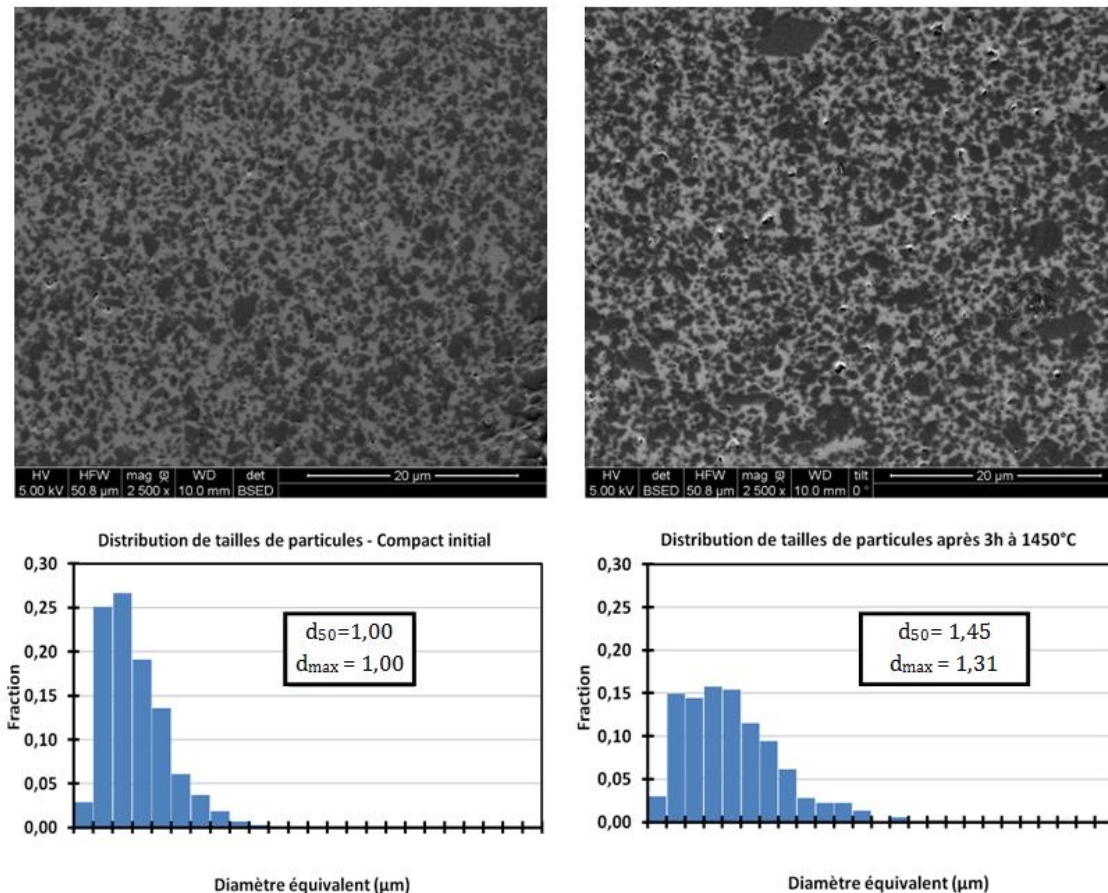 HV HFW mag WD det 20 µm
5.00 kV 50.8 µm 2 500 x 10.0 mm BSED
HV det HFW mag WD tilt 20 µm
5.00 kV BSED 50.8 µm 2 500 x 10.0 mm 0 °
Distribution de tailles de particules - Compact initial
0,30
0,25
0,20
0,15
0,10
0,05
0,00
Fraction
d50=1,00
dmax = 1,00
Diamètre équivalent (µm)
Distribution de tailles de particules après 3h à 1450°C
0,30
0,25
0,20
0,15
0,10
0,05
0,00
Fraction
d50= 1,45
dmax = 1,31
Diamètre équivalent (µm)